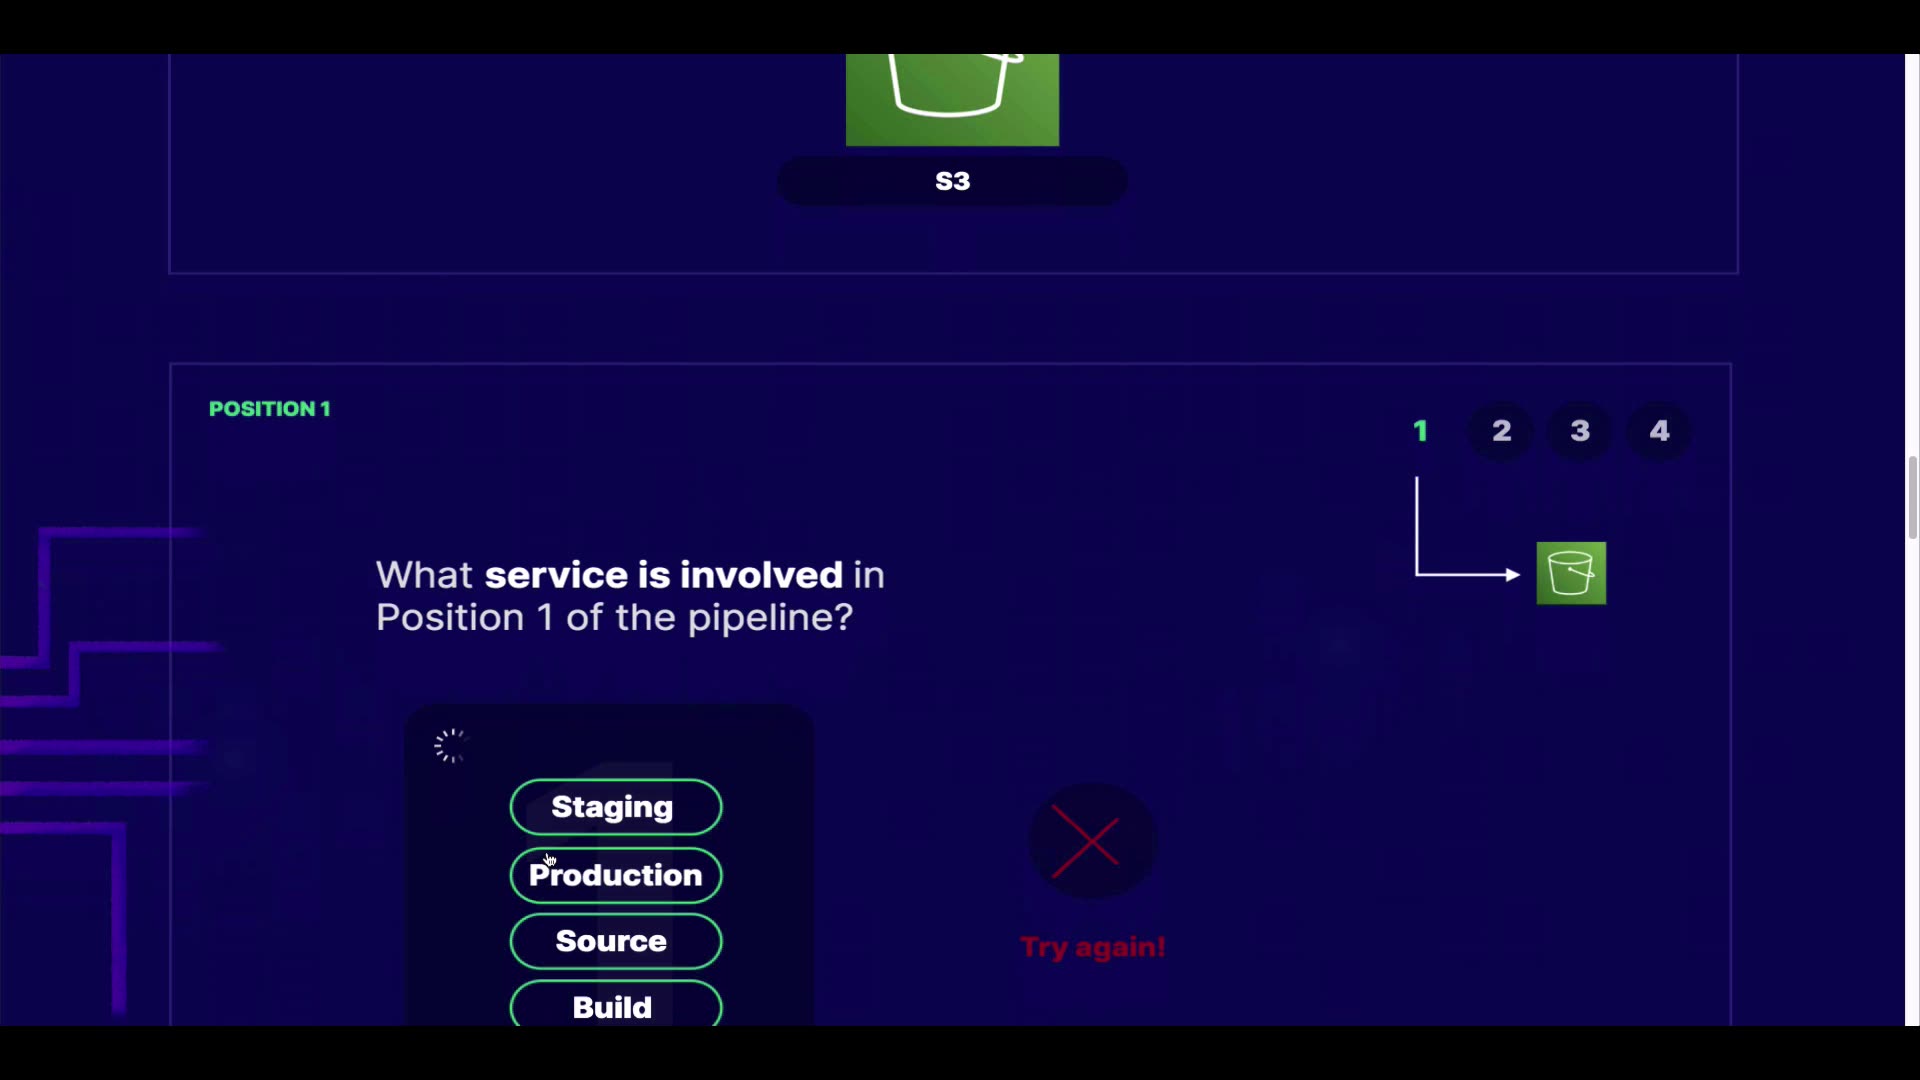 S3
POSITION 1
1 2 3 4
What service is involved in
Position 1 of the pipeline?
Staging
Production
Source
Build
Try again!